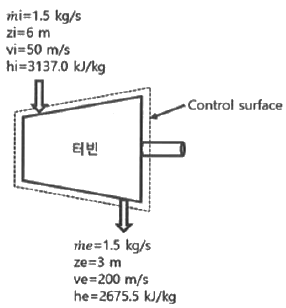 ṁi=1.5 kg/s
zi=6 m
vi=50 m/s
hi=3137.0 kJ/kg
Control surface
터빈
ṁe=1.5 kg/s
ze=3 m
ve=200 m/s
he=2675.5 kJ/kg